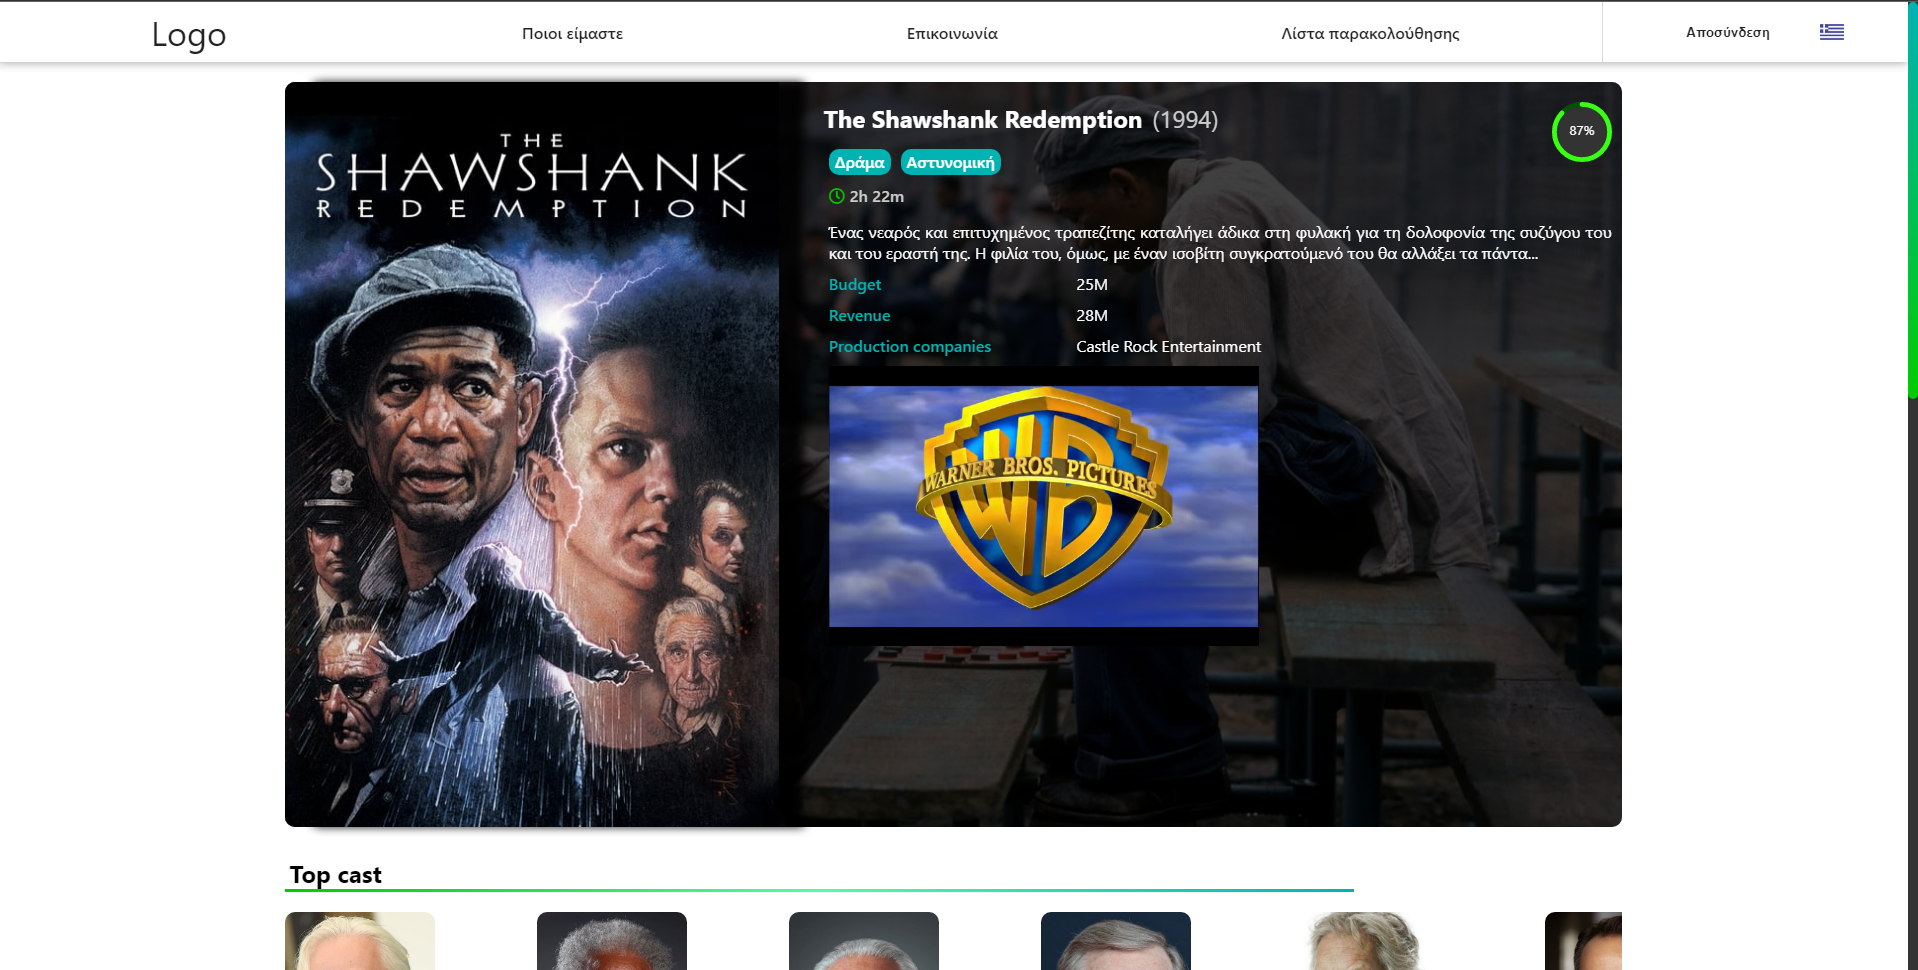 Logo
Ποιοι είμαστε
Επικοινωνία
Λίστα παρακολούθησης
Αποσύνδεση
THE
SHAWSHANK
REDEMPTION
The Shawshank Redemption (1994)
87%
Δράμα Αστυνομική
2h 22m
Ένας νεαρός και επιτυχημένος τραπεζίτης καταλήγει άδικα στη φυλακή για τη δολοφονία της συζύγου του
και του εραστή της. Η φιλία του, όμως, με έναν ισοβίτη συγκρατούμενό του θα αλλάξει τα πάντα...
Budget 25M
Revenue 28M
Production companies Castle Rock Entertainment
WB
WARNER BROS. PICTURES
Top cast